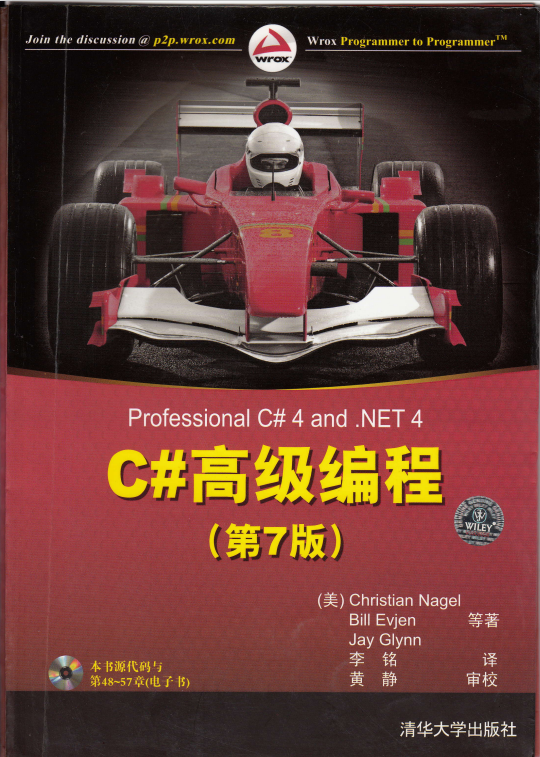 Join the discussion @ p2p.wrox.com
wrox
Wrox Programmer to Programmer™
8
Professional C# 4 and .NET 4
C#高级编程
（第7版）
WILEY
(美) Christian Nagel
Bill Evjen 等著
Jay Glynn
李 铭 译
黄 静 审校
本书源代码与
第48~57章(电子书)
清华大学出版社